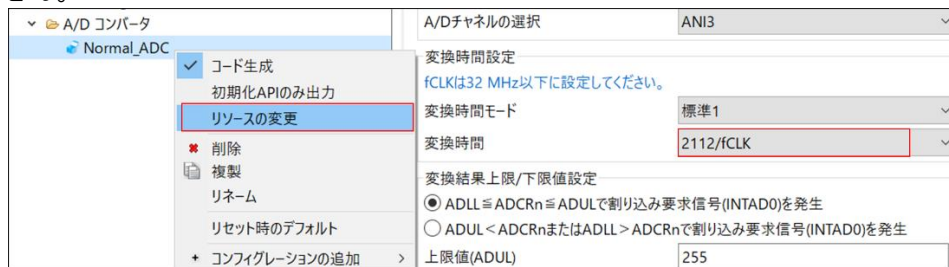 A/D コンバータ
Normal_ADC
コード生成
初期化APIのみ出力
リソースの変更
削除
複製
リネーム
リセット時のデフォルト
コンフィグレーションの追加
A/Dチャネルの選択 ANI3
変換時間設定
fCLKは32 MHz以下に設定してください。
変換時間モード 標準1
変換時間 2112/fCLK
変換結果上限/下限値設定
ADLL≦ADCRn≦ADULで割り込み要求信号(INTAD0)を発生
ADUL<ADCRnまたはADLL>ADCRnで割り込み要求信号(INTAD0)を発生
上限値(ADUL) 255